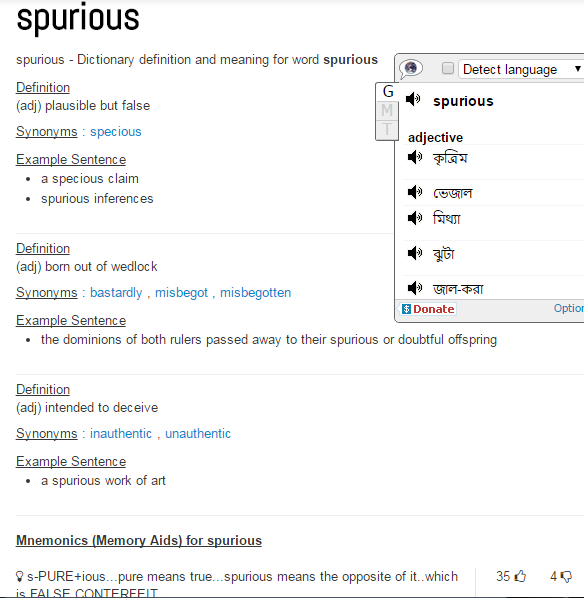 spurious
spurious - Dictionary definition and meaning for word spurious
Definition
(adj) plausible but false
Synonyms : specious
Example Sentence
a specious claim
spurious inferences
Definition
(adj) born out of wedlock
Synonyms : bastardly , misbegot , misbegotten
Example Sentence
the dominions of both rulers passed away to their spurious or doubtful offspring
Definition
(adj) intended to deceive
Synonyms : inauthentic , unauthentic
Example Sentence
a spurious work of art
Mnemonics (Memory Aids) for spurious
s-PURE+ious...pure means true...spurious means the opposite of it..which
is FALSE CONTERFEIT
35
4
Detect language
G
M
T
spurious
adjective
কৃত্রিম
ভেজাল
মিথ্যা
ঝুটা
জাল-করা
$ Donate
Option